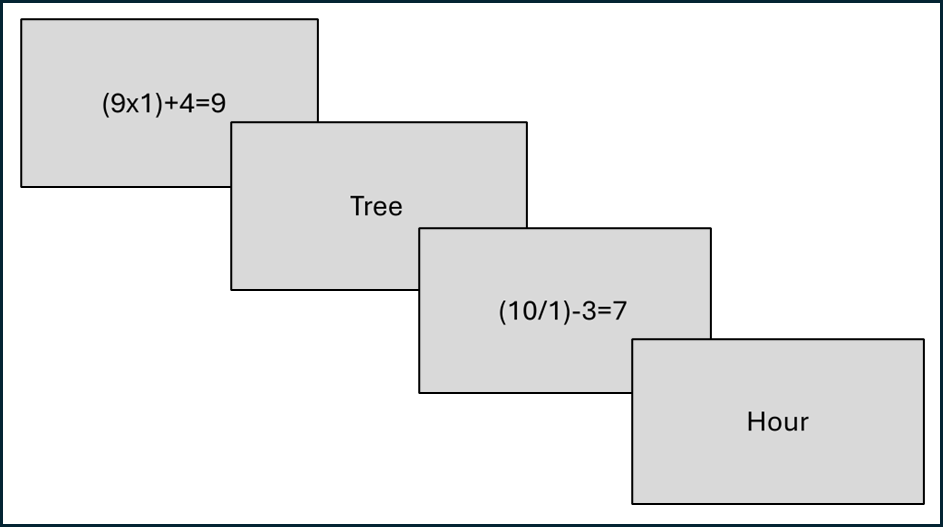 (9x1)+4=9
Tree
(10/1)-3=7
Hour